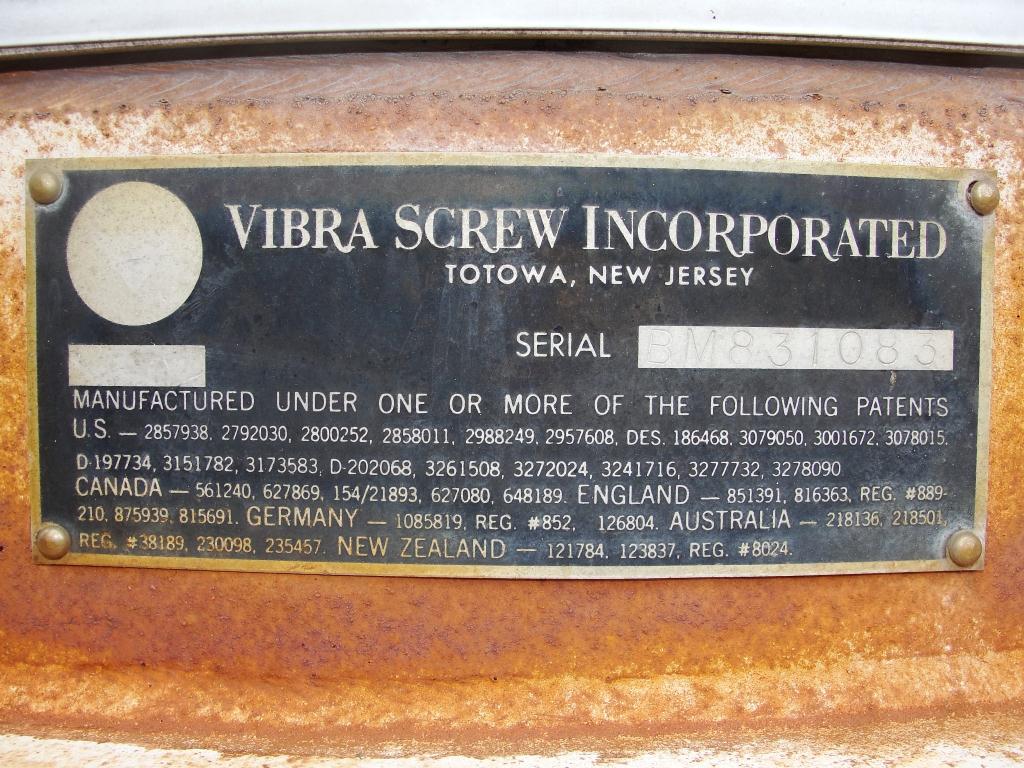 VIBRA SCREW INCORPORATED
TOTOWA, NEW JERSEY
SERIAL BM831083
MANUFACTURED UNDER ONE OR MORE OF THE FOLLOWING PATENTS
U.S. — 2857938, 2792030, 2800252, 2858011, 2988249, 2957608, DES. 186468, 3079050, 3001672, 3078015,
D-197734, 3151782, 3173583, D-202068, 3261508, 3272024, 3241716, 3277732, 3278090
CANADA — 561240, 627869, 154/21893, 627080, 648189. ENGLAND — 851391, 816363, REG. #889-
210, 875939, 815691. GERMANY — 1085819, REG. #852, 126804. AUSTRALIA — 218136, 218501,
REG. #38189, 230098, 235457. NEW ZEALAND — 121784, 123837, REG. #8024.